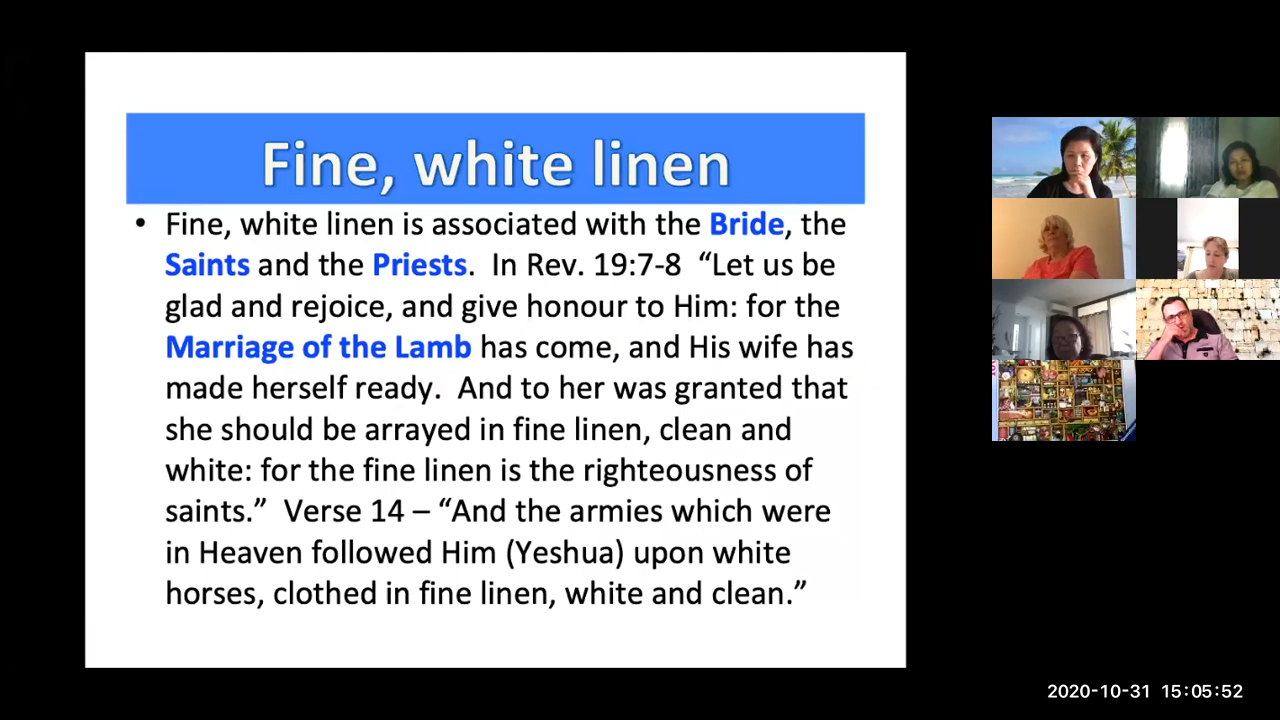 Fine, white linen
• Fine, white linen is associated with the Bride, the
Saints and the Priests.  In Rev. 19:7-8  “Let us be
glad and rejoice, and give honour to Him: for the
Marriage of the Lamb has come, and His wife has
made herself ready.  And to her was granted that
she should be arrayed in fine linen, clean and
white: for the fine linen is the righteousness of
saints.”  Verse 14 – “And the armies which were
in Heaven followed Him (Yeshua) upon white
horses, clothed in fine linen, white and clean.”
2020-10-31 15:05:52